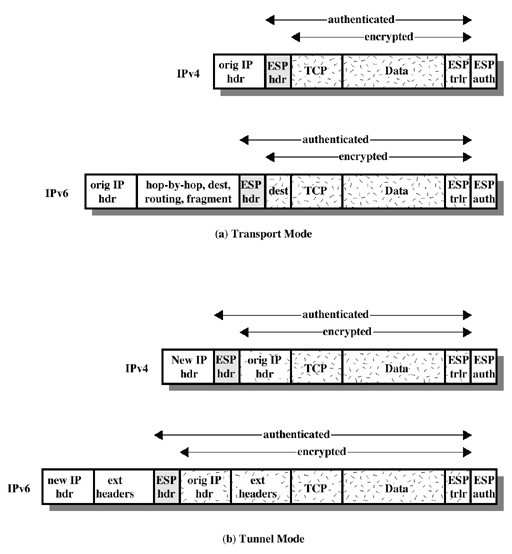 authenticated
encrypted
IPv4
orig IP hdr
ESP hdr
TCP
Data
ESP trlr
ESP auth
authenticated
encrypted
IPv6
orig IP hdr
hop-by-hop, dest, routing, fragment
ESP hdr
dest
TCP
Data
ESP trlr
ESP auth
(a) Transport Mode
authenticated
encrypted
IPv4
New IP hdr
ESP hdr
orig IP hdr
TCP
Data
ESP trlr
ESP auth
authenticated
encrypted
IPv6
new IP hdr
ext headers
ESP hdr
orig IP hdr
ext headers
TCP
Data
ESP trlr
ESP auth
(b) Tunnel Mode